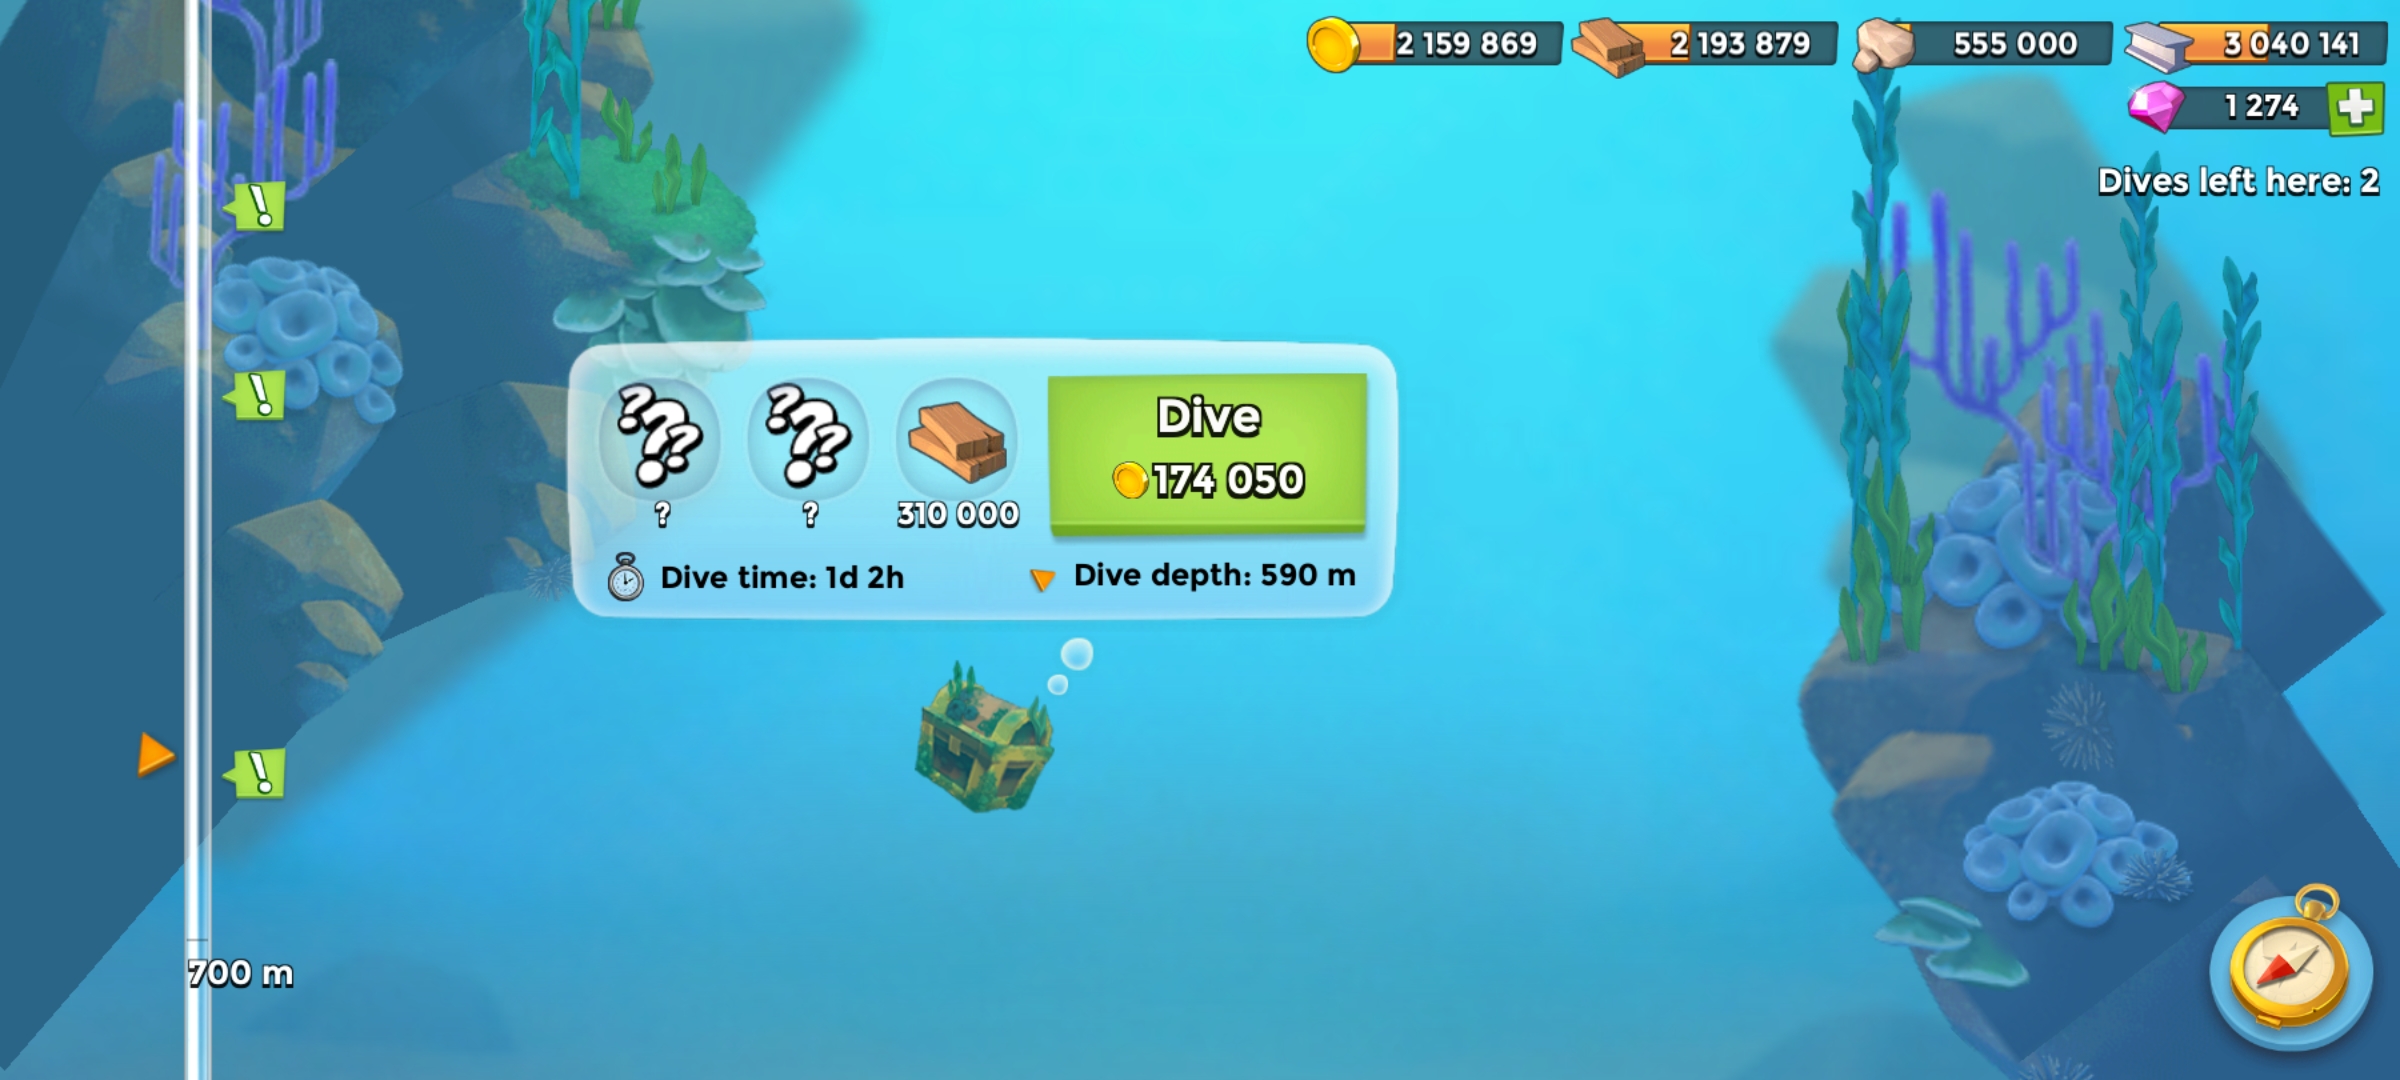 2 159 869
2 193 879
555 000
3 040 141
1 274
Dives left here: 2
!
!
???
???
Dive
174 050
?
?
310 000
Dive time: 1d 2h
Dive depth: 590 m
!
700 m